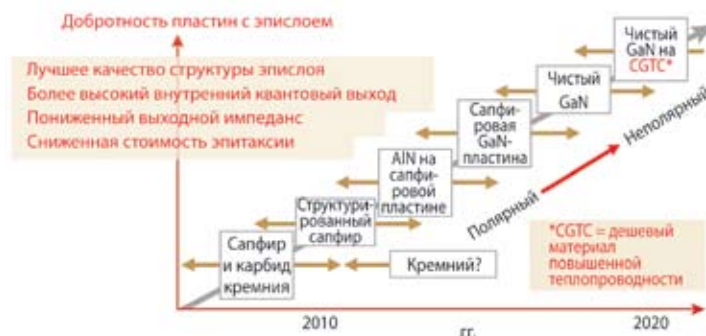 Добротность пластин с эпислоем
Лучшее качество структуры эпислоя
Более высокий внутренний квантовый выход
Пониженный выходной импеданс
Сниженная стоимость эпитаксии
Чистый
GaN на
CGTC*
Чистый
GaN
Сапфи-
ровая
GaN-
пластина
AlN на
сапфи-
ровой
пластине
Структури-
рованный
сапфир
Сапфир
и карбид
кремния
Кремний?
Полярный
Неполярный
*CGTC = дешевый
материал
повышенной
теплопроводности
2010
гг.
2020